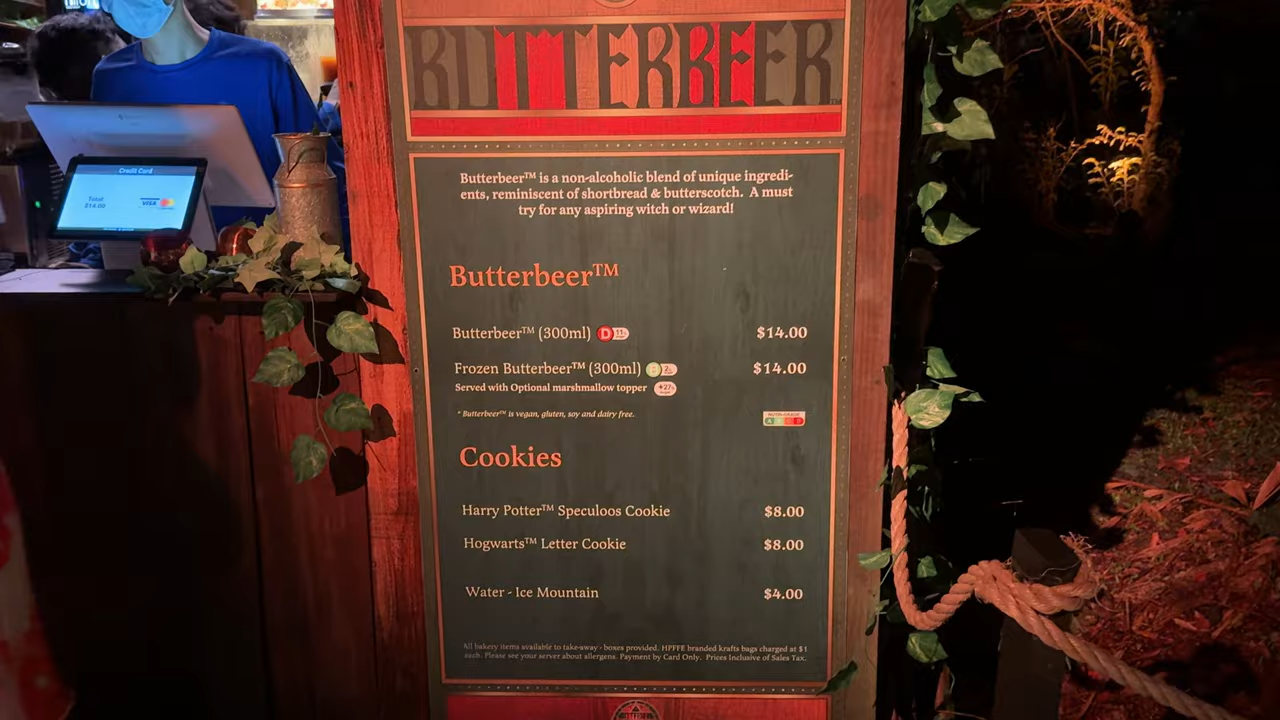 BUTTERBEER
Credit Card
Total
$14.00
VISA
Butterbeer™ is a non-alcoholic blend of unique ingredi-
ents, reminiscent of shortbread & butterscotch. A must
try for any aspiring witch or wizard!
Butterbeer™
Butterbeer™ (300ml) D 11% $14.00
Frozen Butterbeer™ (300ml) B $14.00
Served with Optional marshmallow topper +27%
* Butterbeer™ is vegan, gluten, soy and dairy free.
NUTRI-GRADE
Cookies
Harry Potter™ Speculoos Cookie $8.00
Hogwarts™ Letter Cookie $8.00
Water - Ice Mountain $4.00
All bakery items available to take-away - boxes provided. HPFFE branded krafts bags charged at $1
each. Please see your server about allergens. Payment by Card Only. Prices Inclusive of Sales Tax.